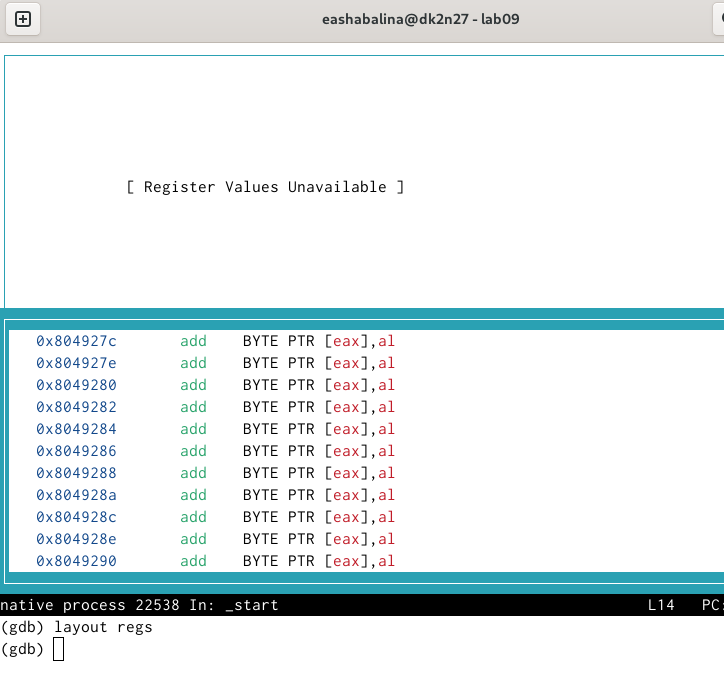 eashabalina@dk2n27 - lab09
[ Register Values Unavailable ]
0x804927c add BYTE PTR [eax],al
0x804927e add BYTE PTR [eax],al
0x8049280 add BYTE PTR [eax],al
0x8049282 add BYTE PTR [eax],al
0x8049284 add BYTE PTR [eax],al
0x8049286 add BYTE PTR [eax],al
0x8049288 add BYTE PTR [eax],al
0x804928a add BYTE PTR [eax],al
0x804928c add BYTE PTR [eax],al
0x804928e add BYTE PTR [eax],al
0x8049290 add BYTE PTR [eax],al
native process 22538 In: _start L14 PC:
(gdb) layout regs
(gdb)